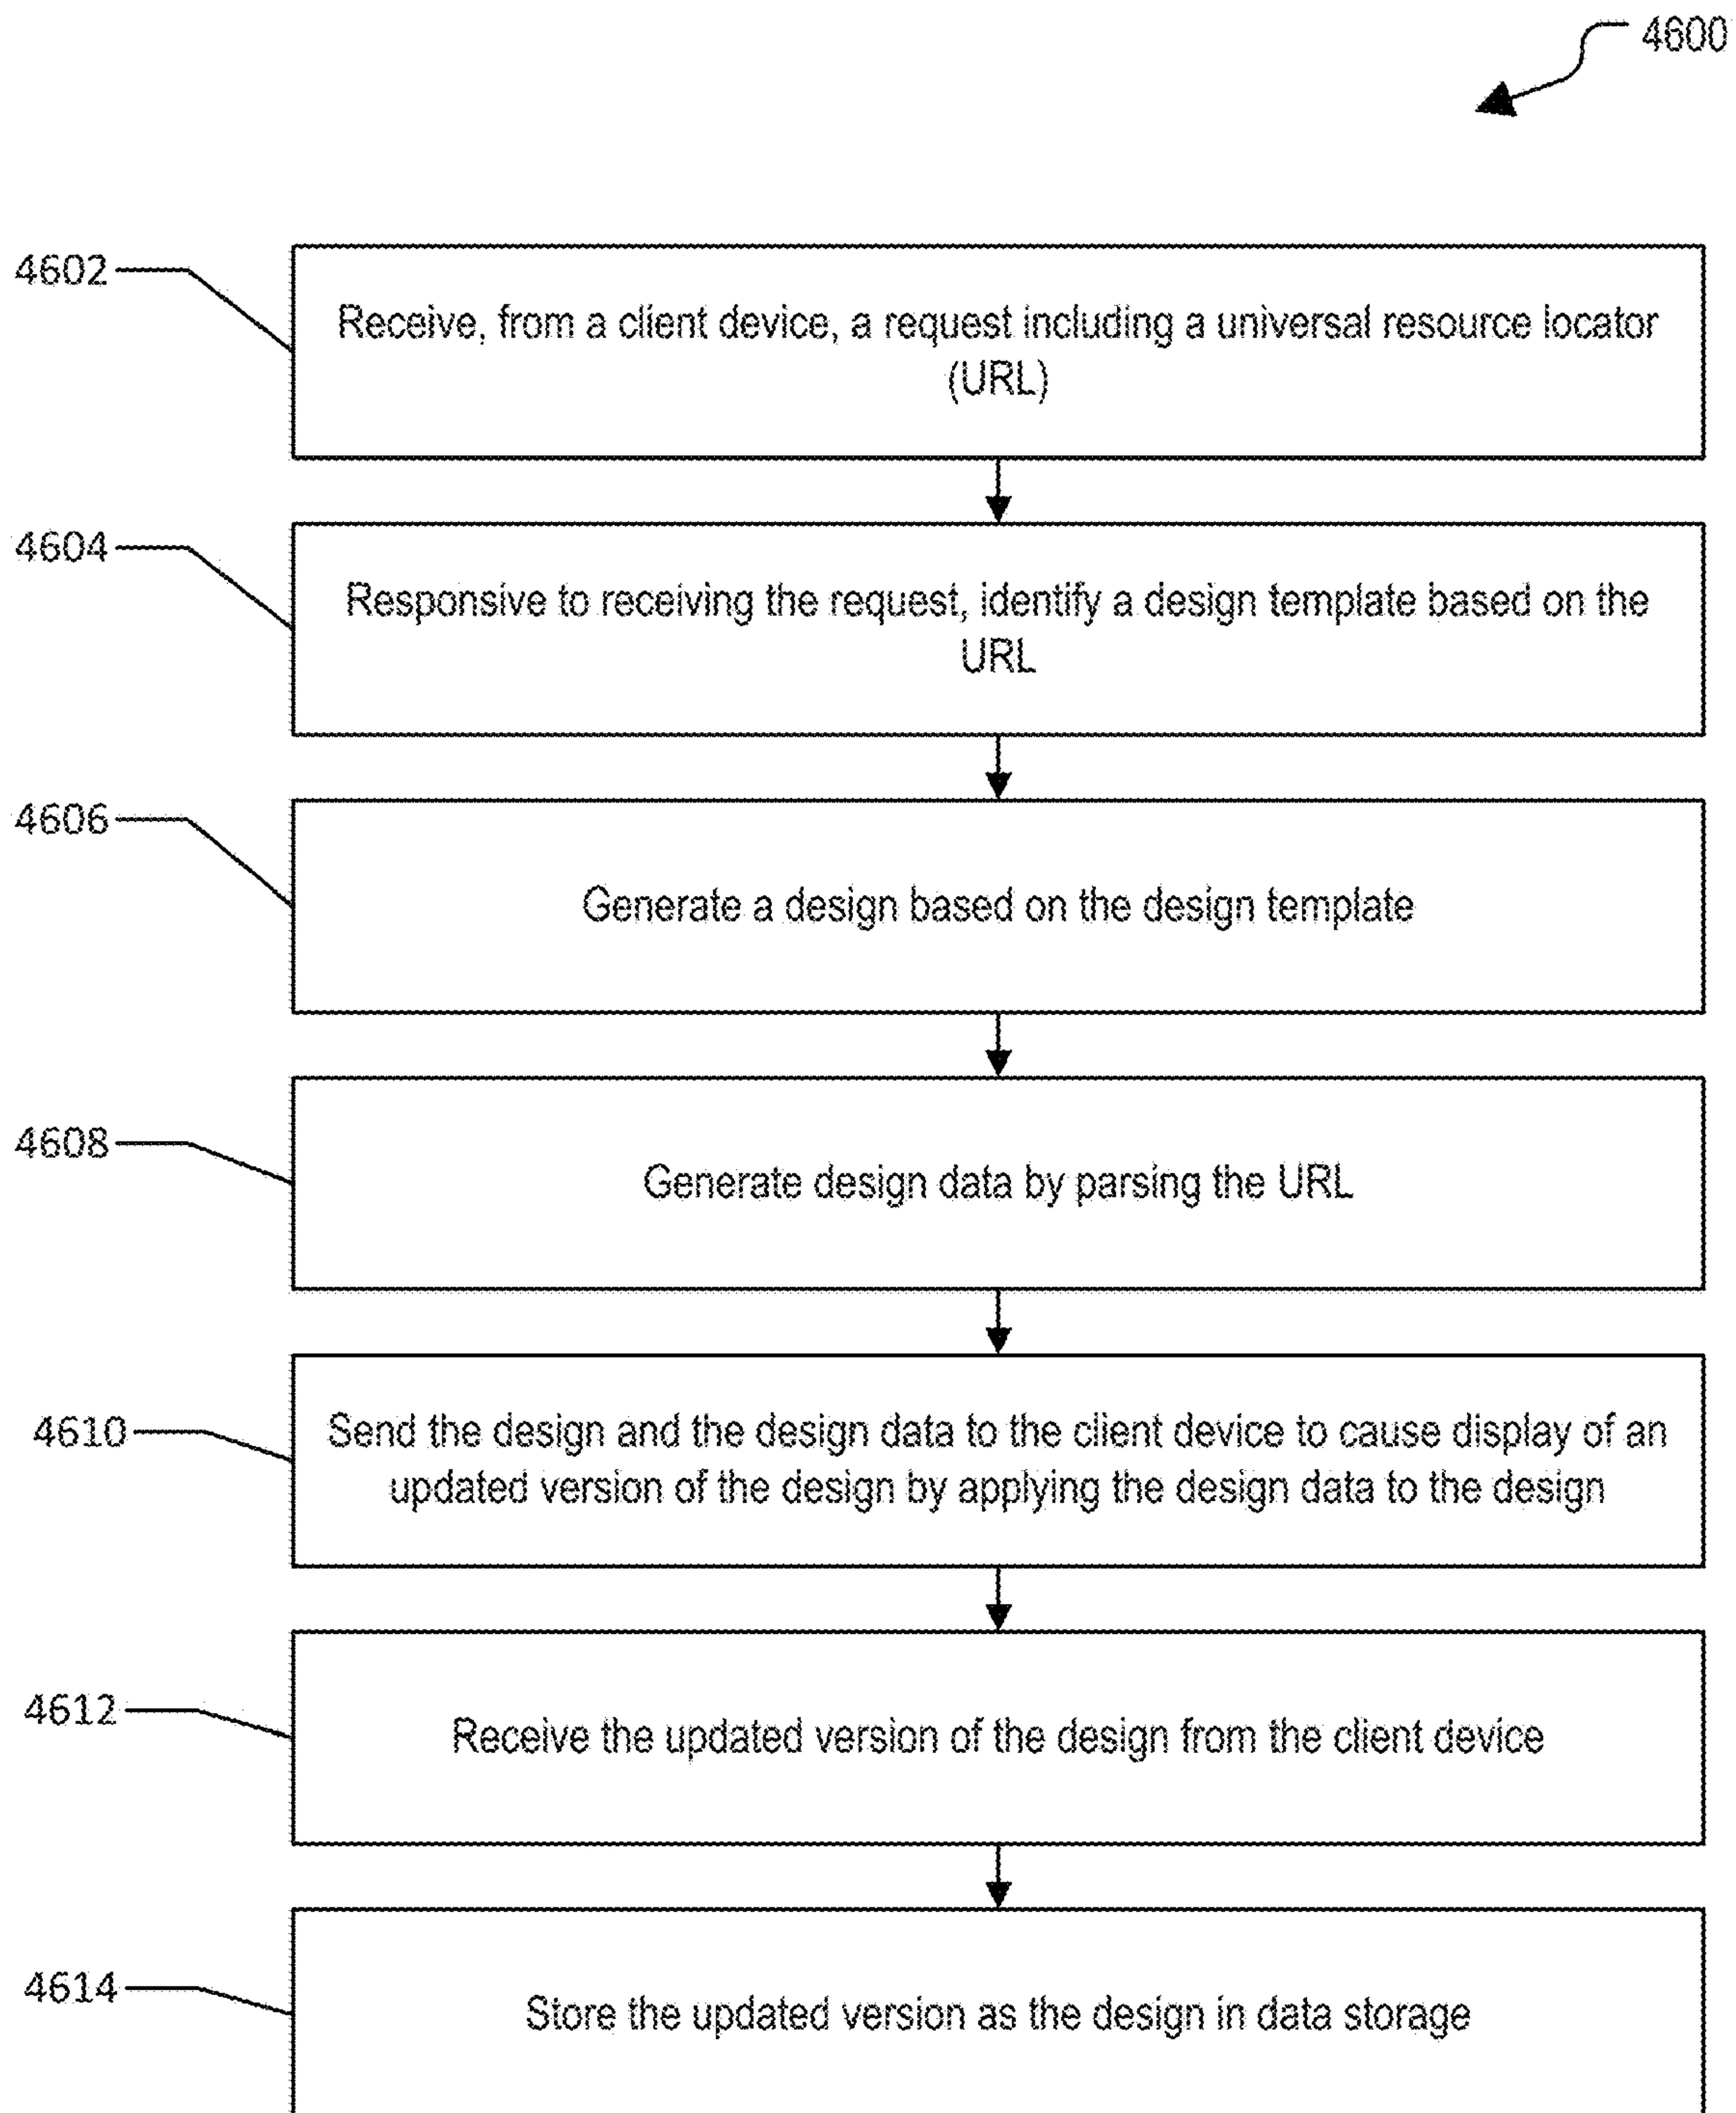 4600
4602
Receive, from a client device, a request including a universal resource locator
(URL)
4604
Responsive to receiving the request, identify a design template based on the
URL
4606
Generate a design based on the design template
4608
Generate design data by parsing the URL
4610
Send the design and the design data to the client device to cause display of an
updated version of the design by applying the design data to the design
4612
Receive the updated version of the design from the client device
4614
Store the updated version as the design in data storage